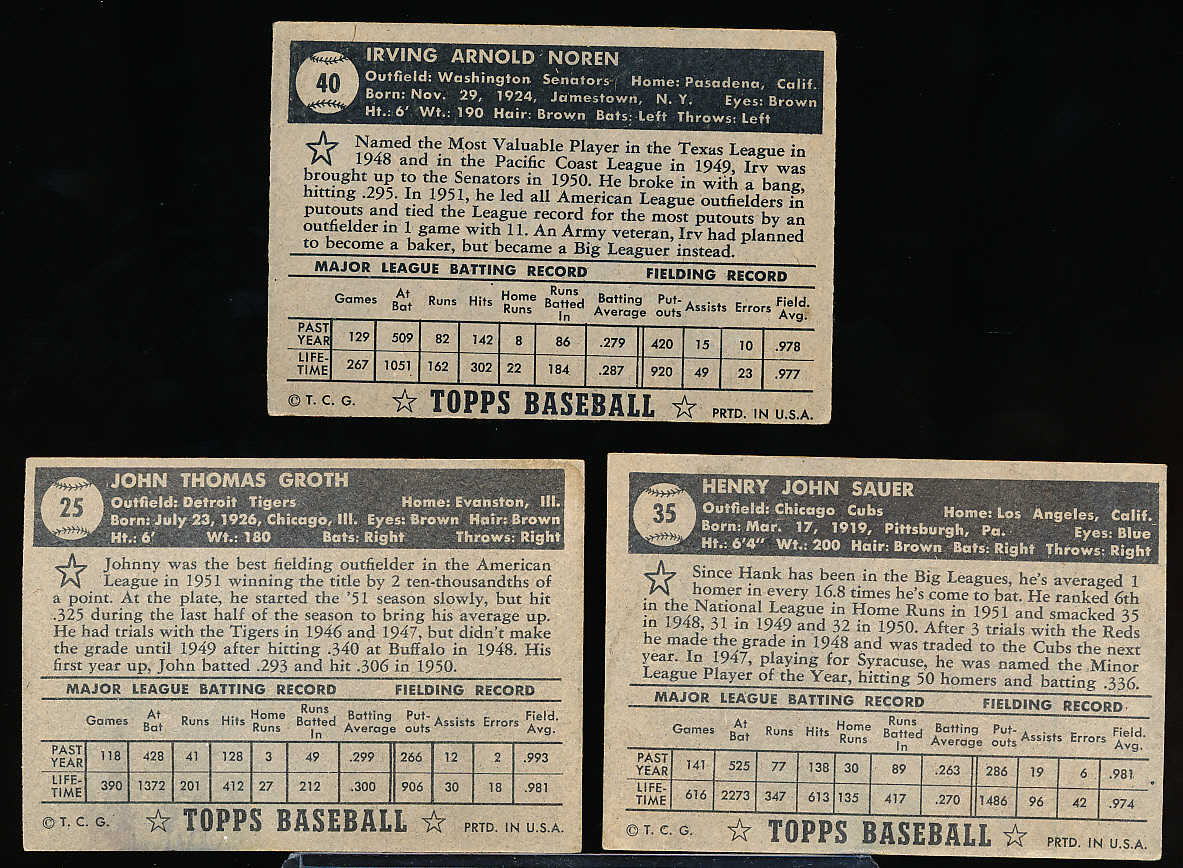 IRVING ARNOLD NOREN
40
Outfield: Washington Senators Home: Pasadena, Calif.
Born: Nov. 29, 1924, Jamestown, N. Y. Eyes: Brown
Ht.: 6' Wt.: 190 Hair: Brown Bats: Left Throws: Left
Named the Most Valuable Player in the Texas League in
1948 and in the Pacific Coast League in 1949, Irv was
brought up to the Senators in 1950. He broke in with a bang,
hitting .295. In 1951, he led all American League outfielders in
putouts and tied the League record for the most putouts by an
outfielder in 1 game with 11. An Army veteran, Irv had planned
to become a baker, but became a Big Leaguer instead.
MAJOR LEAGUE BATTING RECORD FIELDING RECORD
Games At Bat Runs Hits Home Runs Runs Batted In Batting Average Put-outs Assists Errors Field. Avg.
PAST YEAR 129 509 82 142 8 86 .279 420 15 10 .978
LIFE-TIME 267 1051 162 302 22 184 .287 920 49 23 .977
© T. C. G. TOPPS BASEBALL PRTD. IN U.S.A.
JOHN THOMAS GROTH
25
Outfield: Detroit Tigers Home: Evanston, Ill.
Born: July 23, 1926, Chicago, Ill. Eyes: Brown Hair: Brown
Ht.: 6' Wt.: 180 Bats: Right Throws: Right
Johnny was the best fielding outfielder in the American
League in 1951 winning the title by 2 ten-thousandths of
a point. At the plate, he started the '51 season slowly, but hit
.325 during the last half of the season to bring his average up.
He had trials with the Tigers in 1946 and 1947, but didn't make
the grade until 1949 after hitting .340 at Buffalo in 1948. His
first year up, John batted .293 and hit .306 in 1950.
MAJOR LEAGUE BATTING RECORD FIELDING RECORD
Games At Bat Runs Hits Home Runs Runs Batted In Batting Average Put-outs Assists Errors Field. Avg.
PAST YEAR 118 428 41 128 3 49 .299 266 12 2 .993
LIFE-TIME 390 1372 201 412 27 212 .300 906 30 18 .981
© T. C. G. TOPPS BASEBALL PRTD. IN U.S.A.
HENRY JOHN SAUER
35
Outfield: Chicago Cubs Home: Los Angeles, Calif.
Born: Mar. 17, 1919, Pittsburgh, Pa. Eyes: Blue
Ht.: 6'4" Wt.: 200 Hair: Brown Bats: Right Throws: Right
Since Hank has been in the Big Leagues, he's averaged 1
homer in every 16.8 times he's come to bat. He ranked 6th
in the National League in Home Runs in 1951 and smacked 35
in 1948, 31 in 1949 and 32 in 1950. After 3 trials with the Reds
he made the grade in 1948 and was traded to the Cubs the next
year. In 1947, playing for Syracuse, he was named the Minor
League Player of the Year, hitting 50 homers and batting .336.
MAJOR LEAGUE BATTING RECORD FIELDING RECORD
Games At Bat Runs Hits Home Runs Runs Batted In Batting Average Put-outs Assists Errors Field. Avg.
PAST YEAR 141 525 77 138 30 89 .263 286 19 6 .981
LIFE-TIME 616 2273 347 613 135 417 .270 1486 96 42 .974
© T. C. G. TOPPS BASEBALL PRTD. IN U.S.A.